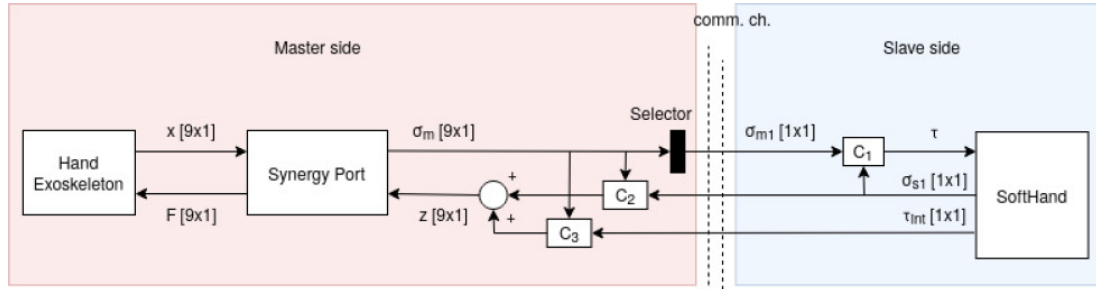 comm. ch.
Master side
Slave side
Selector
x [9x1]
σm [9x1]
σm1 [1x1]
τ
Hand
Exoskeleton
Synergy Port
C1
SoftHand
+
C2
σs1 [1x1]
F [9x1]
z [9x1]
+
C3
τInt [1x1]